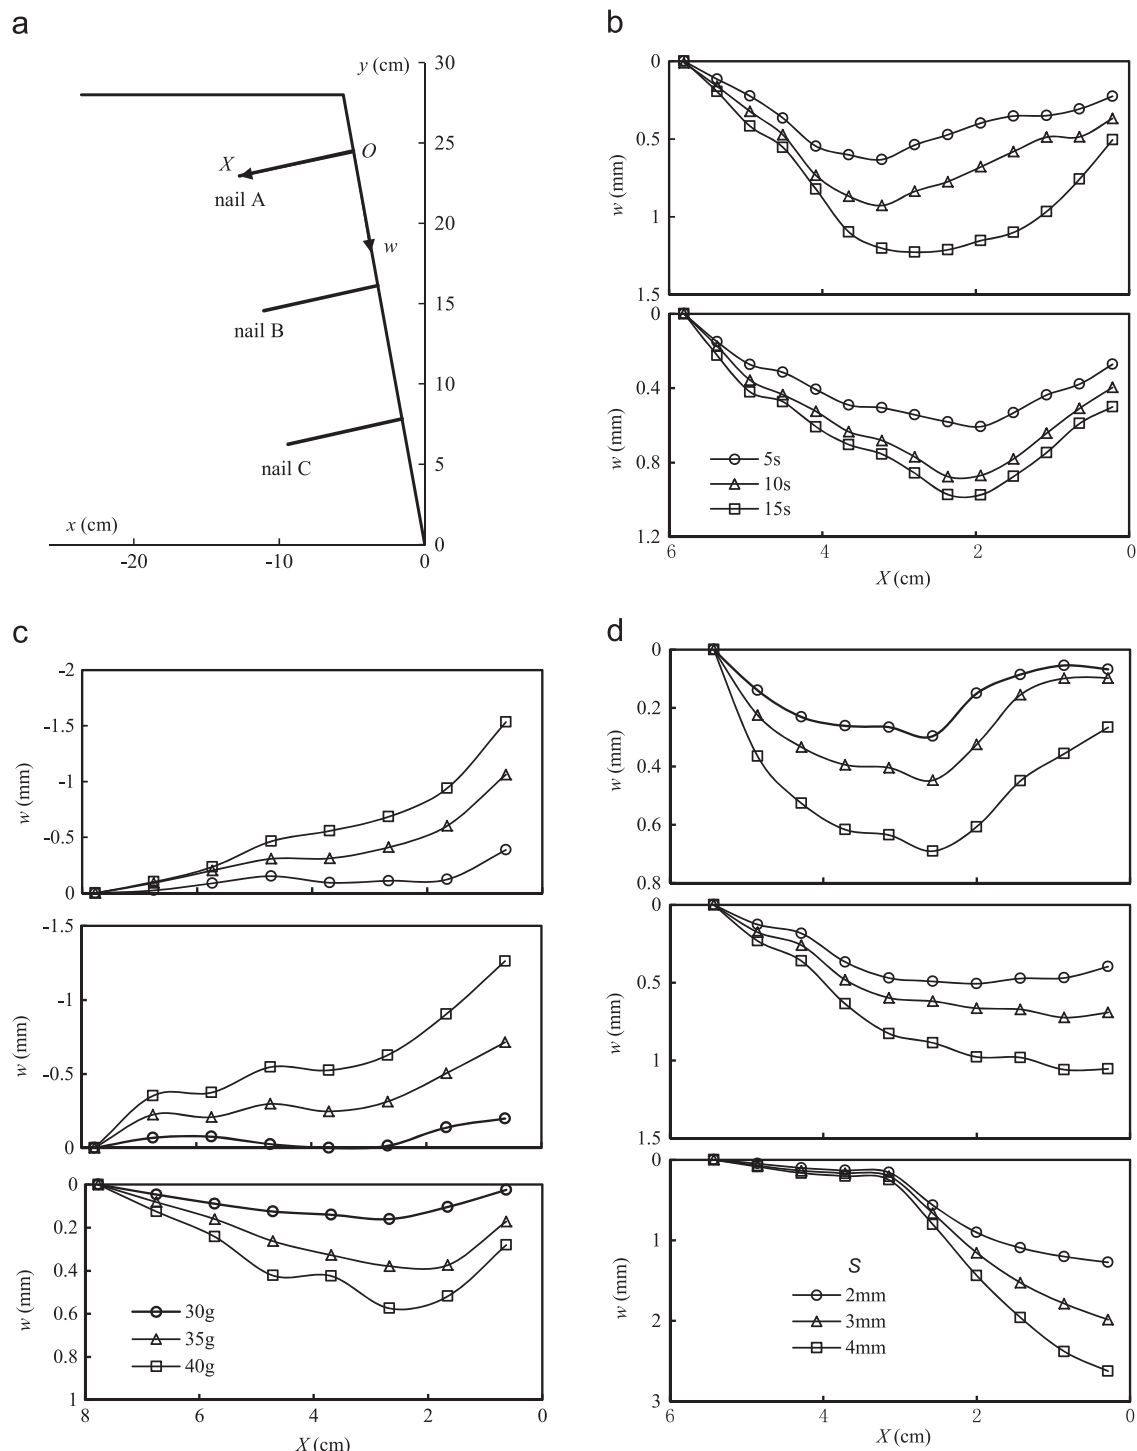 a
y (cm)
30
25
20
15
10
5
0
X
O
nail A
w
nail B
nail C
x (cm)
-20
-10
0
b
0
0.5
1
1.5
w (mm)
0
0.4
0.8
1.2
w (mm)
5s
10s
15s
6
4
2
0
X (cm)
c
-2
-1.5
-1
-0.5
0
w (mm)
-1.5
-1
-0.5
0
w (mm)
0
0.2
0.4
0.6
0.8
1
w (mm)
30g
35g
40g
8
6
4
2
0
X (cm)
d
0
0.2
0.4
0.6
0.8
w (mm)
0
0.5
1
1.5
w (mm)
0
1
2
3
w (mm)
S
2mm
3mm
4mm
6
4
2
0
X (cm)